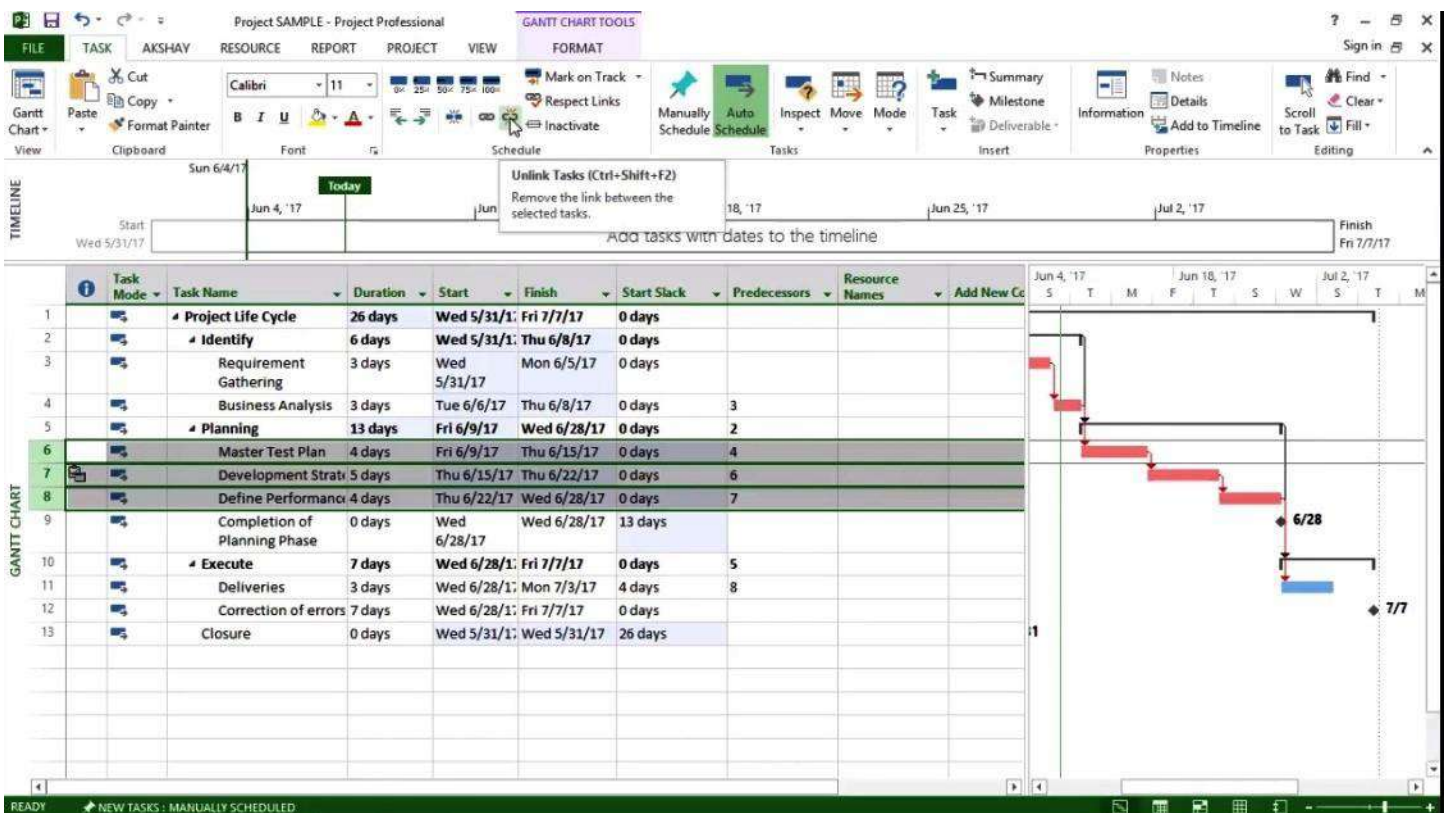 Project SAMPLE - Project Professional
GANTT CHART TOOLS
?
FILE TASK AKSHAY RESOURCE REPORT PROJECT VIEW FORMAT
Sign in
Gantt Chart
View
Paste
Cut
Copy
Format Painter
Clipboard
Calibri 11
B I U A
Font
0× 25× 50× 75× 100×
Mark on Track
Respect Links
Inactivate
Schedule
Manually Schedule
Auto Schedule
Inspect Move Mode
Tasks
Task
Summary
Milestone
Deliverable
Insert
Information
Notes
Details
Add to Timeline
Properties
Scroll to Task
Find
Clear
Fill
Editing
Unlink Tasks (Ctrl+Shift+F2)
Remove the link between the
selected tasks.
TIMELINE
Sun 6/4/17
Today
Jun 4, '17 Jun 18, '17 Jun 25, '17 Jul 2, '17
Start
Wed 5/31/17
Add tasks with dates to the timeline
Finish
Fri 7/7/17
GANTT CHART
Task Mode Task Name Duration Start Finish Start Slack Predecessors Resource Names Add New Co
1 Project Life Cycle 26 days Wed 5/31/1 Fri 7/7/17 0 days
2 Identify 6 days Wed 5/31/1 Thu 6/8/17 0 days
3 Requirement Gathering 3 days Wed 5/31/17 Mon 6/5/17 0 days
4 Business Analysis 3 days Tue 6/6/17 Thu 6/8/17 0 days 3
5 Planning 13 days Fri 6/9/17 Wed 6/28/17 0 days 2
6 Master Test Plan 4 days Fri 6/9/17 Thu 6/15/17 0 days 4
7 Development Strat 5 days Thu 6/15/17 Thu 6/22/17 0 days 6
8 Define Performanc 4 days Thu 6/22/17 Wed 6/28/17 0 days 7
9 Completion of Planning Phase 0 days Wed 6/28/17 Wed 6/28/17 13 days
10 Execute 7 days Wed 6/28/1 Fri 7/7/17 0 days 5
11 Deliveries 3 days Wed 6/28/17 Mon 7/3/17 4 days 8
12 Correction of errors 7 days Wed 6/28/1 Fri 7/7/17 0 days
13 Closure 0 days Wed 5/31/1 Wed 5/31/17 26 days
Jun 4, '17 Jun 18, '17 Jul 2, '17
S T M F T S W S T M
6/28
7/7
READY NEW TASKS : MANUALLY SCHEDULED